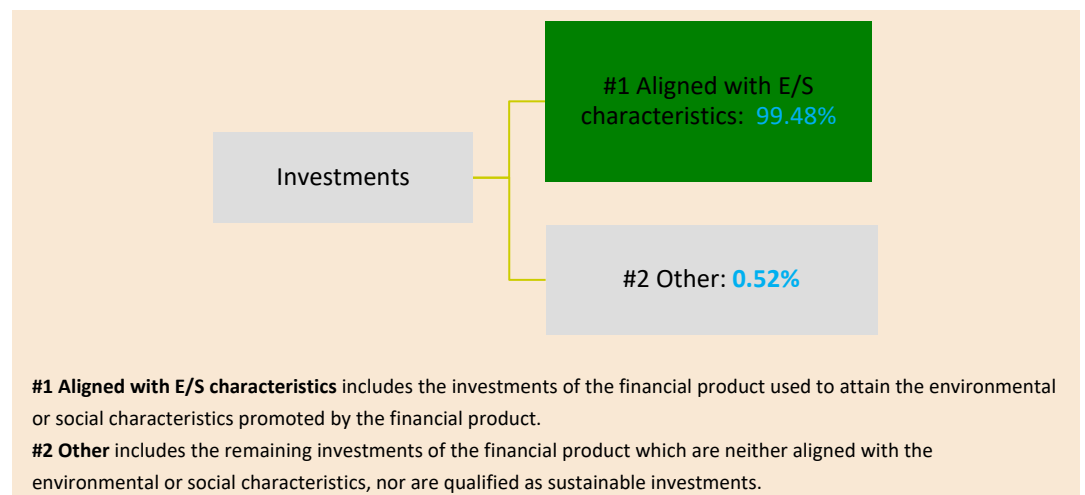 #1 Aligned with E/S
characteristics: 99.48%
Investments
#2 Other: 0.52%
#1 Aligned with E/S characteristics includes the investments of the financial product used to attain the environmental
or social characteristics promoted by the financial product.
#2 Other includes the remaining investments of the financial product which are neither aligned with the
environmental or social characteristics, nor are qualified as sustainable investments.